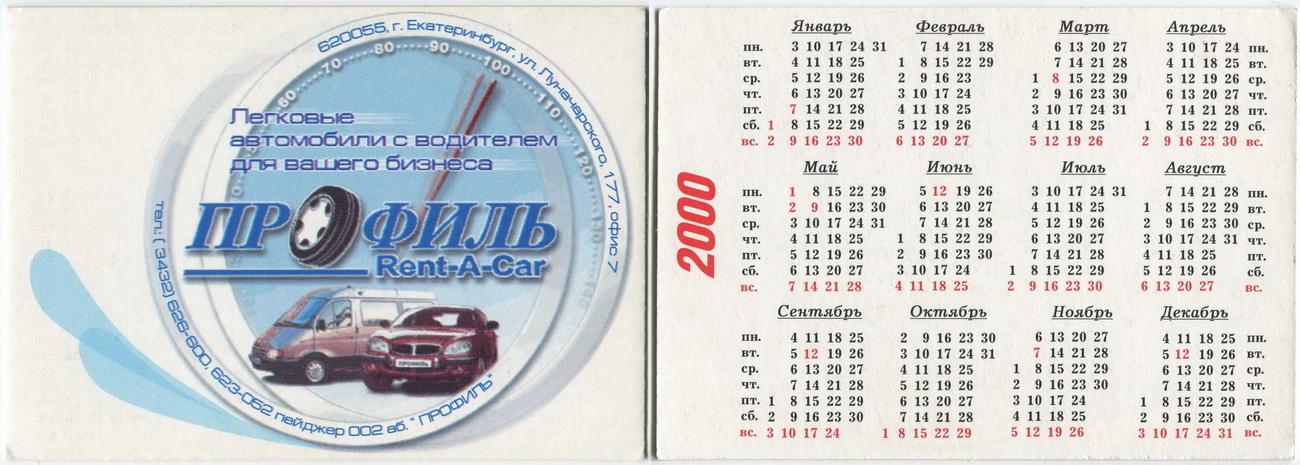 620055, г. Екатеринбург, ул. Луначарского, 177. офис 7
60 70 80 90 100 110 120 130
Легковые
автомобили с водителем
для вашего бизнеса
ПРОФИЛЬ
Rent-A-Car
ПРОФИЛЬ
тел.: ( 3432) 626-600, 623-052 пейджер 002 аб. " ПРОФИЛЬ"
2000
Январь Февраль Март Апрель
пн. 3 10 17 24 31 7 14 21 28 6 13 20 27 3 10 17 24 пн.
вт. 4 11 18 25 1 8 15 22 29 7 14 21 28 4 11 18 25 вт.
ср. 5 12 19 26 2 9 16 23 1 8 15 22 29 5 12 19 26 ср.
чт. 6 13 20 27 3 10 17 24 2 9 16 23 30 6 13 20 27 чт.
пт. 7 14 21 28 4 11 18 25 3 10 17 24 31 7 14 21 28 пт.
сб. 1 8 15 22 29 5 12 19 26 4 11 18 25 1 8 15 22 29 сб.
вс. 2 9 16 23 30 6 13 20 27 5 12 19 26 2 9 16 23 30 вс.
Май Июнь Июль Август
пн. 1 8 15 22 29 5 12 19 26 3 10 17 24 31 7 14 21 28 пн.
вт. 2 9 16 23 30 6 13 20 27 4 11 18 25 1 8 15 22 29 вт.
ср. 3 10 17 24 31 7 14 21 28 5 12 19 26 2 9 16 23 30 ср.
чт. 4 11 18 25 1 8 15 22 29 6 13 20 27 3 10 17 24 31 чт.
пт. 5 12 19 26 2 9 16 23 30 7 14 21 28 4 11 18 25 пт.
сб. 6 13 20 27 3 10 17 24 1 8 15 22 29 5 12 19 26 сб.
вс. 7 14 21 28 4 11 18 25 2 9 16 23 30 6 13 20 27 вс.
Сентябрь Октябрь Ноябрь Декабрь
пн. 4 11 18 25 2 9 16 23 30 6 13 20 27 4 11 18 25 пн.
вт. 5 12 19 26 3 10 17 24 31 7 14 21 28 5 12 19 26 вт.
ср. 6 13 20 27 4 11 18 25 1 8 15 22 29 6 13 20 27 ср.
чт. 7 14 21 28 5 12 19 26 2 9 16 23 30 7 14 21 28 чт.
пт. 1 8 15 22 29 6 13 20 27 3 10 17 24 1 8 15 22 29 пт.
сб. 2 9 16 23 30 7 14 21 28 4 11 18 25 2 9 16 23 30 сб.
вс. 3 10 17 24 1 8 15 22 29 5 12 19 26 3 10 17 24 31 вс.